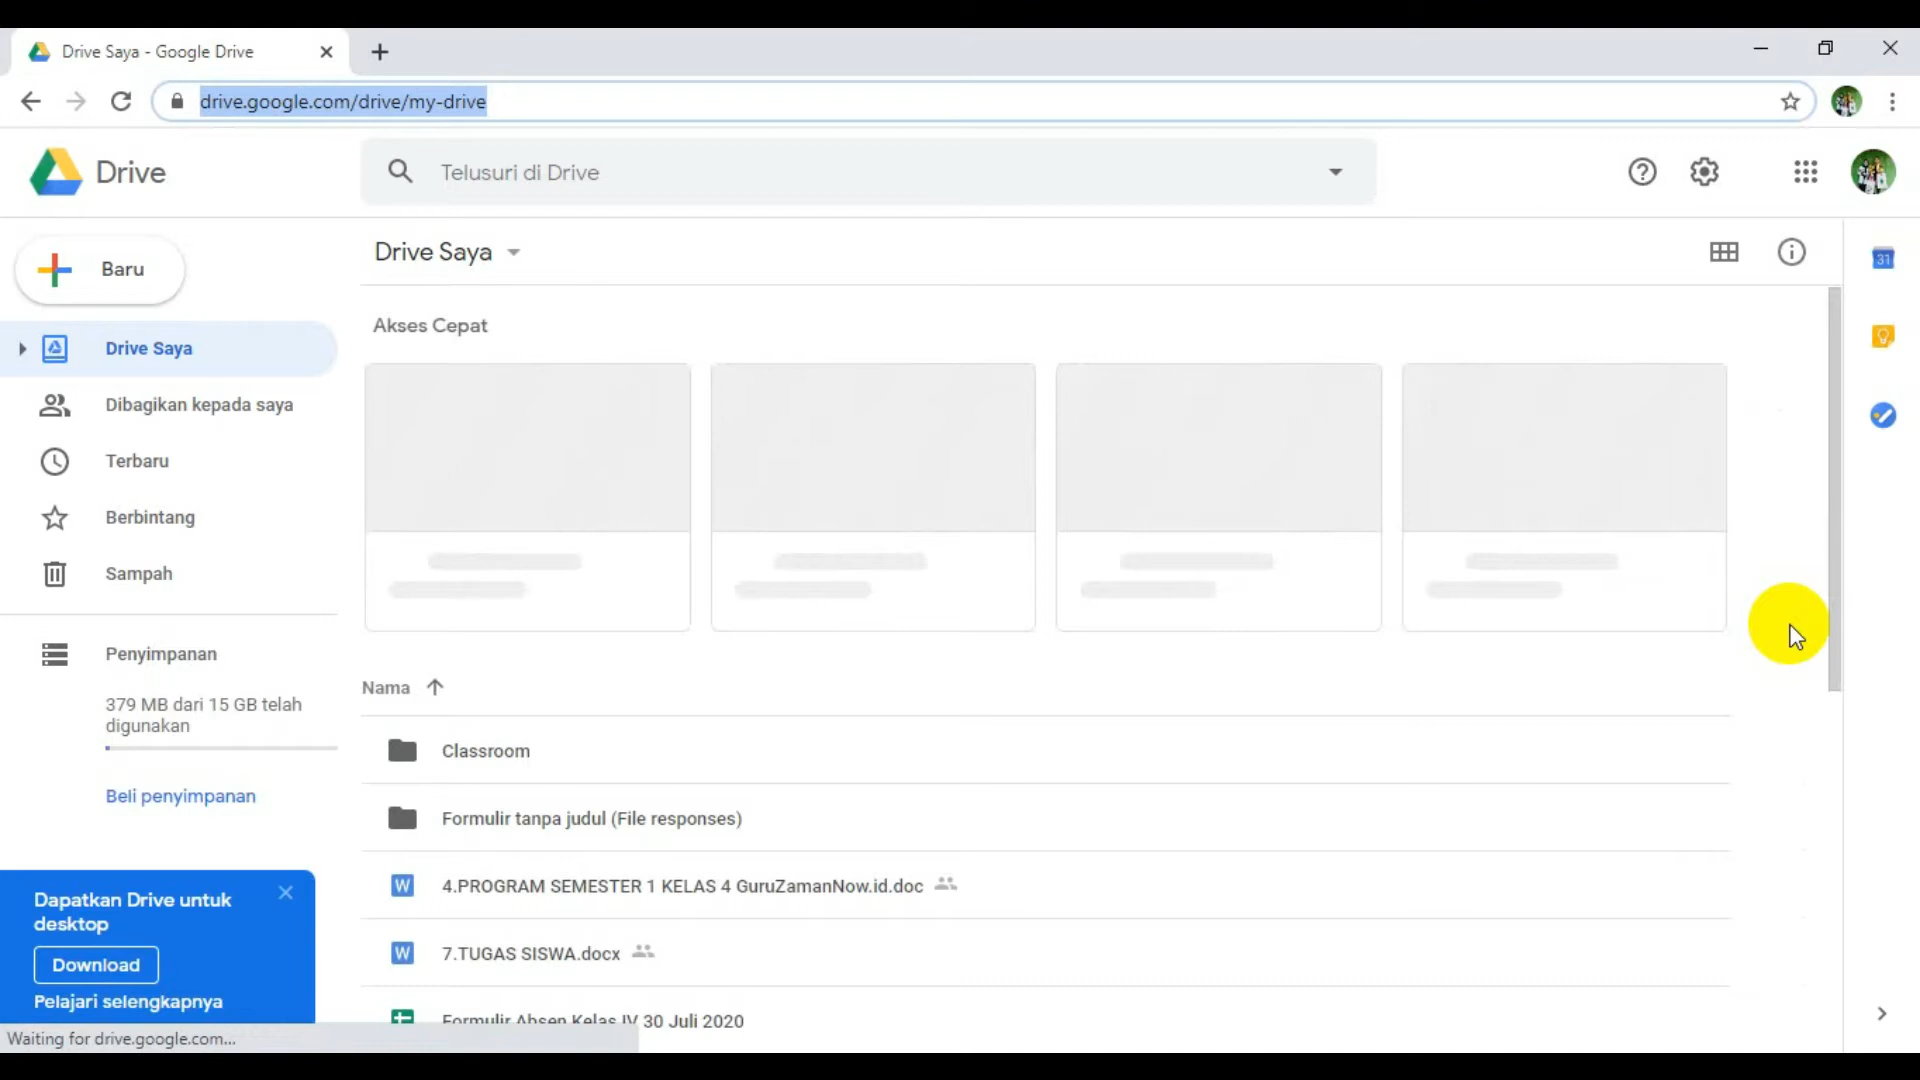 Drive Saya - Google Drive
drive.google.com/drive/my-drive
Drive
Telusuri di Drive
Baru
Drive Saya
31
Akses Cepat
Drive Saya
Dibagikan kepada saya
Terbaru
Berbintang
Sampah
Penyimpanan
379 MB dari 15 GB telah
digunakan
Beli penyimpanan
Nama
Classroom
Formulir tanpa judul (File responses)
W 4.PROGRAM SEMESTER 1 KELAS 4 GuruZamanNow.id.doc
W 7.TUGAS SISWA.docx
Formulir Absen Kelas IV 30 Juli 2020
Dapatkan Drive untuk
desktop
Download
Pelajari selengkapnya
Waiting for drive.google.com...